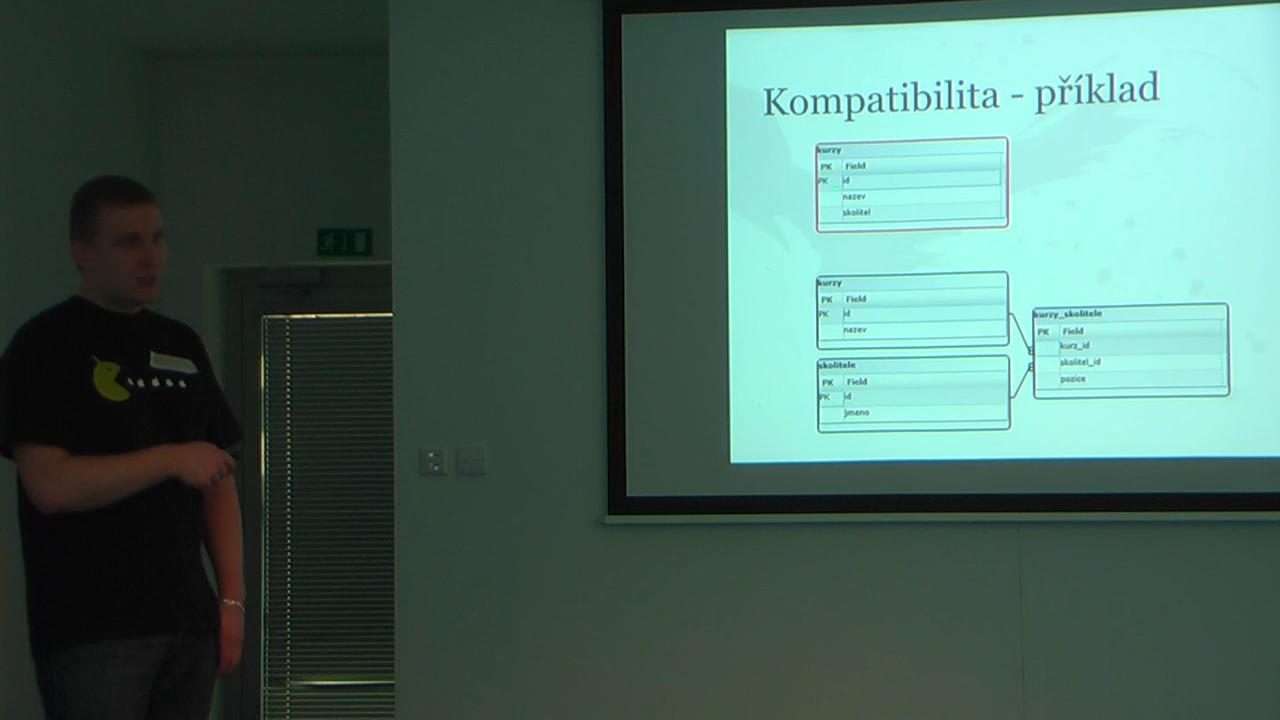 Kompatibilita - příklad
kurzy
PK Field
PK id
nazev
skolitel
kurzy
PK Field
PK id
nazev
skolitele
PK Field
PK id
jmeno
kurzy_skolitele
PK Field
kurz_id
skolitel_id
pozice